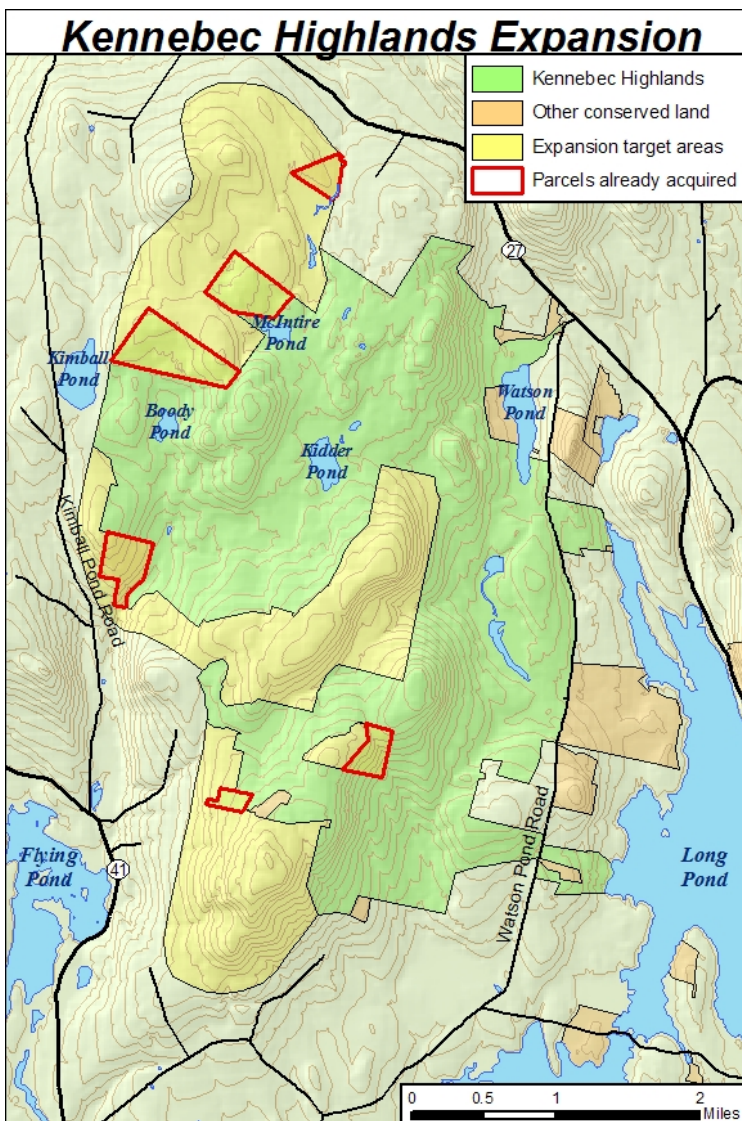 Kennebec Highlands Expansion
Kennebec Highlands
Other conserved land
Expansion target areas
Parcels already acquired
27
McIntire
Pond
Kimball
Pond
Boody
Pond
Watson
Pond
Kidder
Pond
Kimball Pond Road
Watson Pond Road
Flying
Pond
41
Long
Pond
0 0.5 1 2
Miles